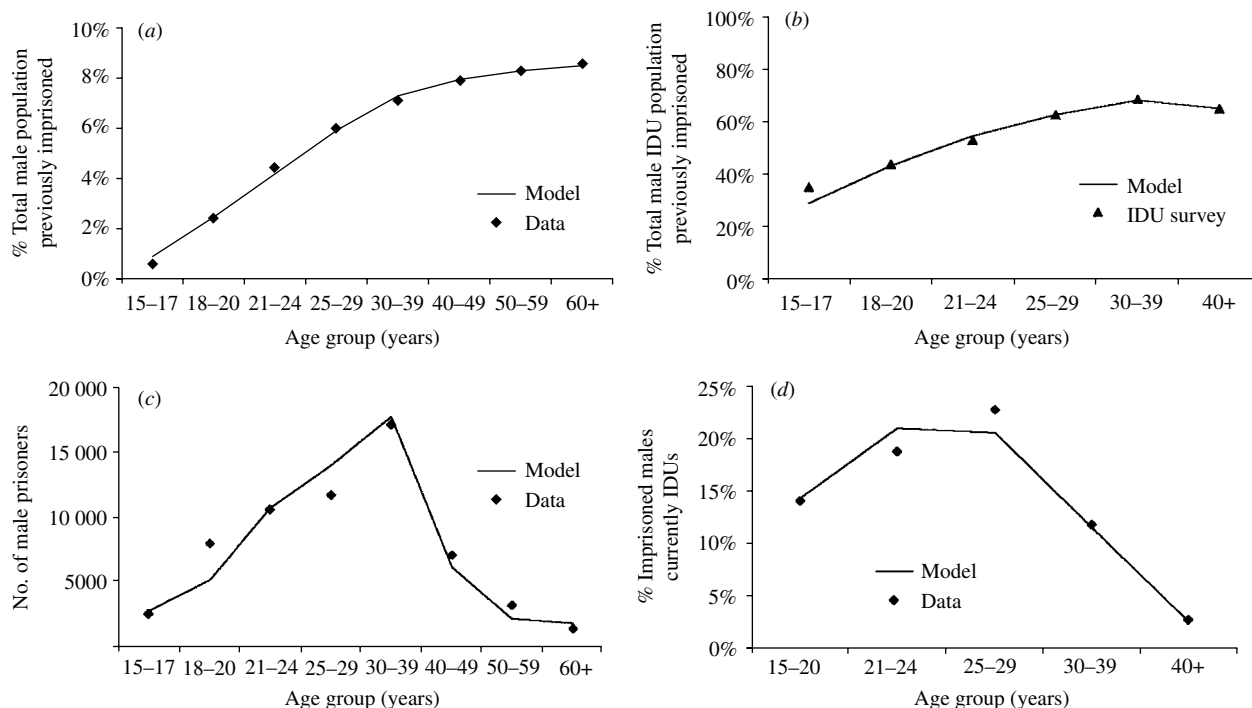 (a)
% Total male population
previously imprisoned
10%
8%
6%
4%
2%
0%
Model
Data
15–17 18–20 21–24 25–29 30–39 40–49 50–59 60+
Age group (years)
(b)
% Total male IDU population
previously imprisoned
100%
80%
60%
40%
20%
0%
Model
IDU survey
15–17 18–20 21–24 25–29 30–39 40+
Age group (years)
(c)
No. of male prisoners
20 000
15 000
10 000
5000
Model
Data
15–17 18–20 21–24 25–29 30–39 40–49 50–59 60+
Age group (years)
(d)
% Imprisoned males
currently IDUs
25%
20%
15%
10%
5%
0%
Model
Data
15–20 21–24 25–29 30–39 40+
Age group (years)